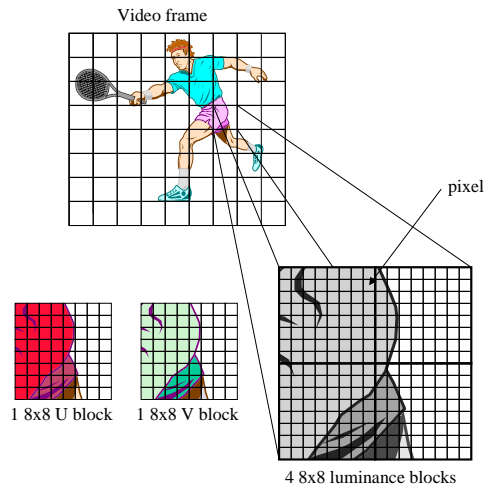 Video frame
pixel
1 8x8 U block
1 8x8 V block
4 8x8 luminance blocks